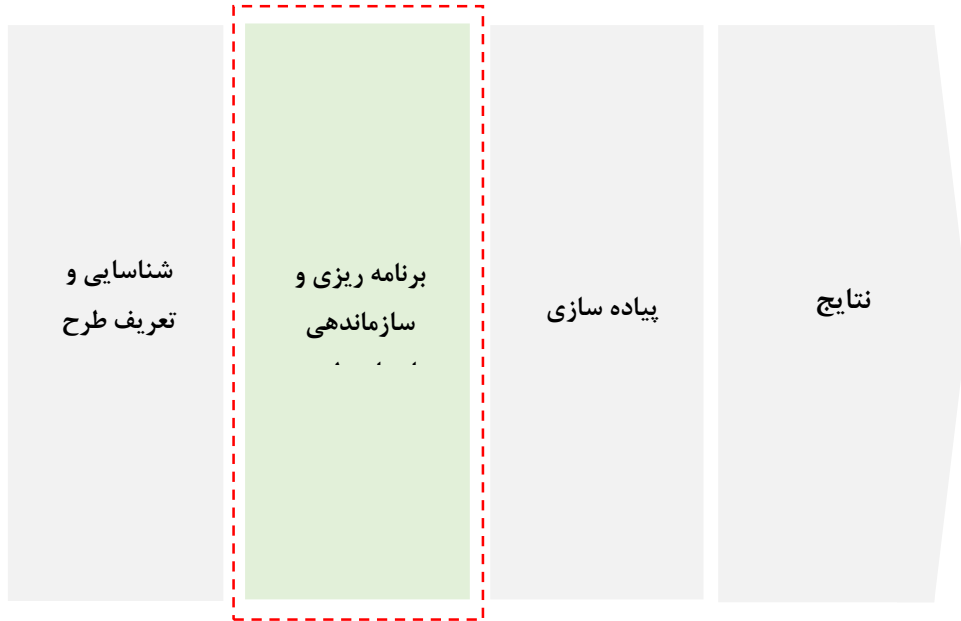 شناسایی و
تعریف طرح
برنامه ریزی و
سازماندهی
پیاده سازی
نتایج